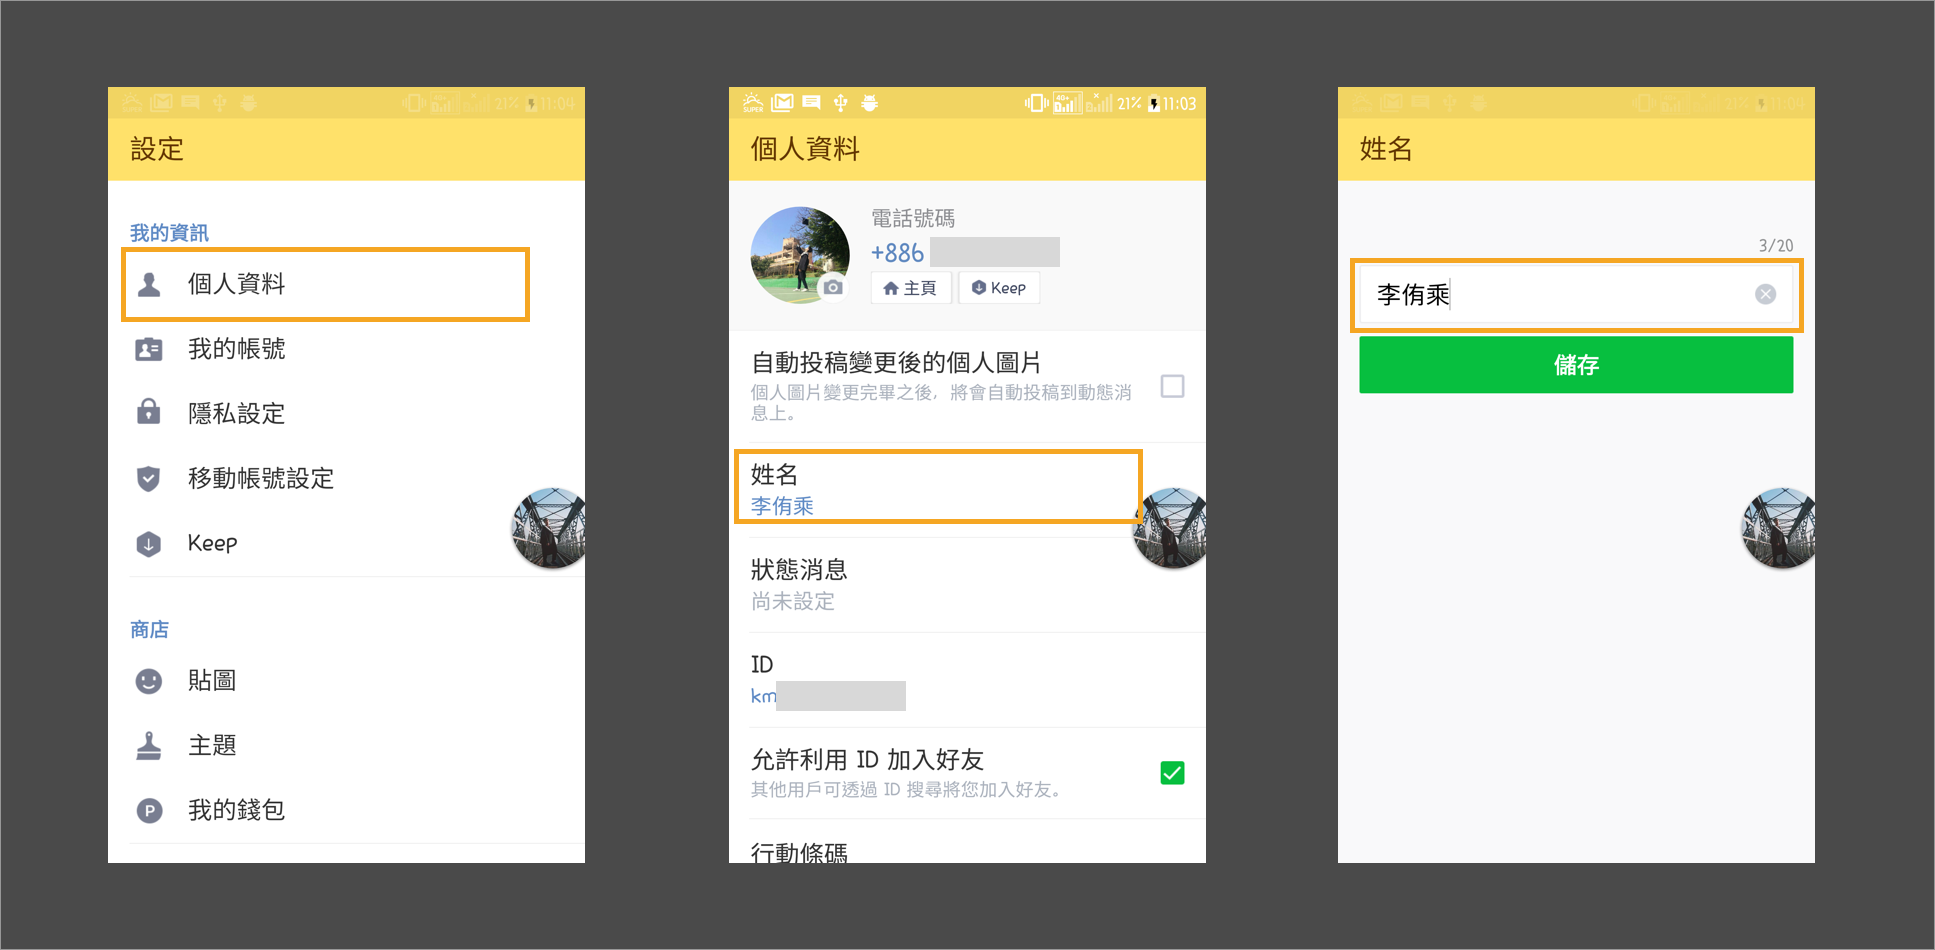 11:04
設定
我的資訊
個人資料
我的帳號
隱私設定
移動帳號設定
Keep
商店
貼圖
主題
P
我的錢包
SUPER
4G+
21% 11:03
個人資料
電話號碼
+886
主頁
Keep
自動投稿變更後的個人圖片
個人圖片變更完畢之後，將會自動投稿到動態消
息上。
姓名
李侑乘
狀態消息
尚未設定
ID
km
允許利用 ID 加入好友
其他用戶可透過 ID 搜尋將您加入好友。
行動條碼
姓名
3/20
李侑乘
儲存